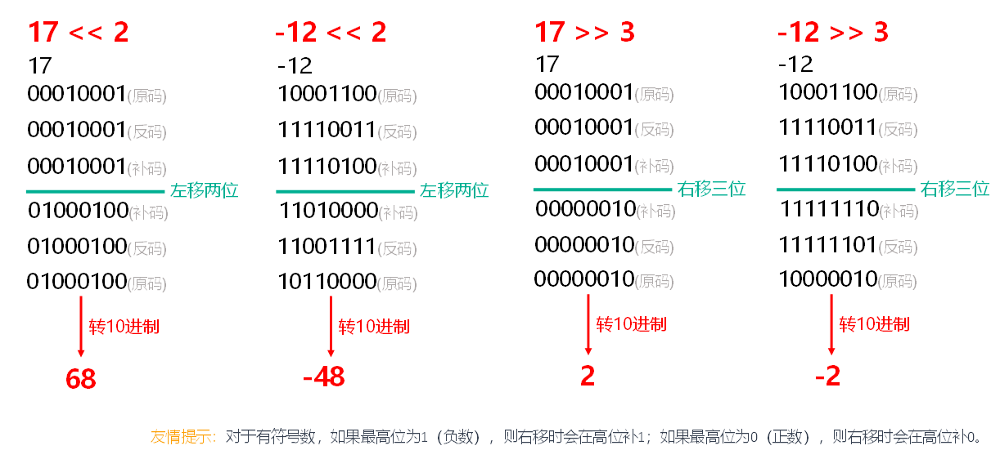 17 << 2
17
00010001(原码)
00010001(反码)
00010001(补码)
左移两位
01000100(补码)
01000100(反码)
01000100(原码)
转10进制
68
-12 << 2
-12
10001100(原码)
11110011(反码)
11110100(补码)
左移两位
11010000(补码)
11001111(反码)
10110000(原码)
转10进制
-48
17 >> 3
17
00010001(原码)
00010001(反码)
00010001(补码)
右移三位
00000010(补码)
00000010(反码)
00000010(原码)
转10进制
2
-12 >> 3
-12
10001100(原码)
11110011(反码)
11110100(补码)
右移三位
11111110(补码)
11111101(反码)
10000010(原码)
转10进制
-2
友情提示：对于有符号数，如果最高位为1（负数），则右移时会在高位补1；如果最高位为0（正数），则右移时会在高位补0。